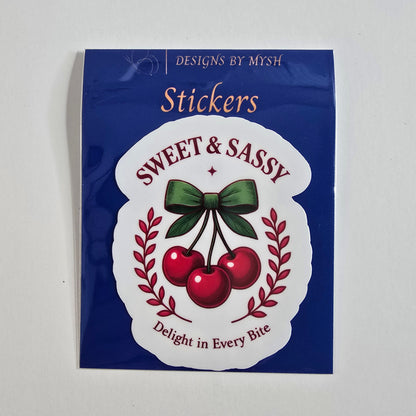 DESIGNS BY MYSH
Stickers
SWEET & SASSY
Delight in Every Bite